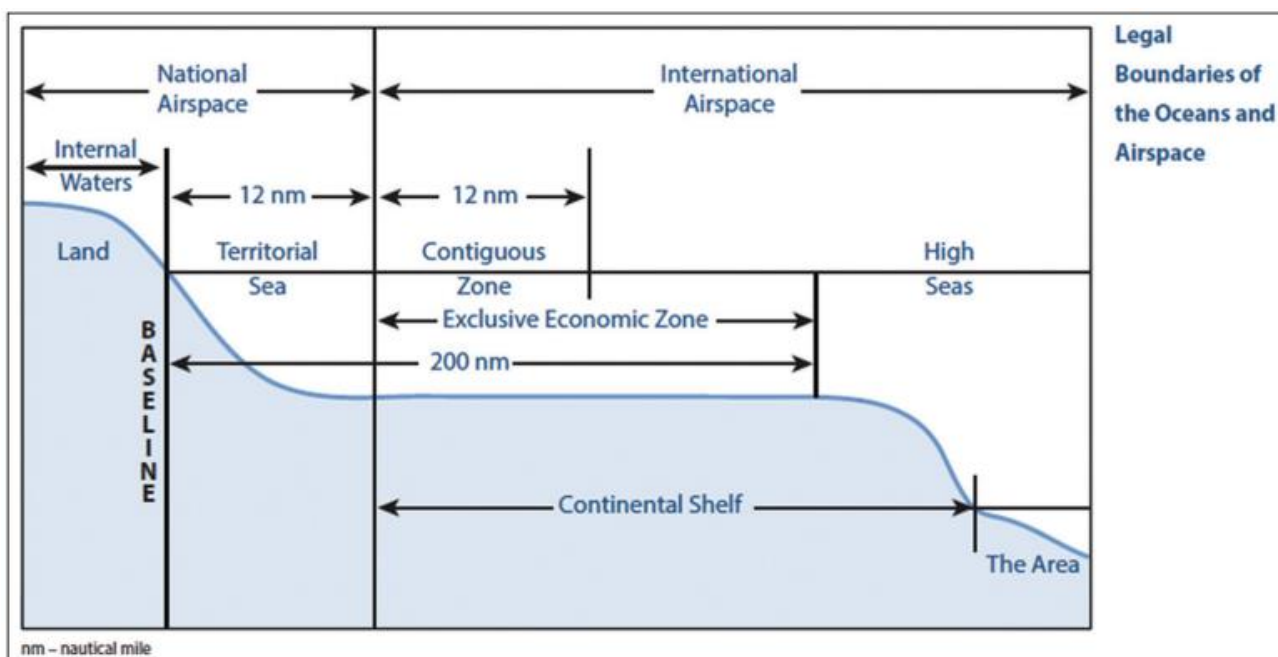 Legal
Boundaries of
the Oceans and
Airspace
National
Airspace
International
Airspace
Internal
Waters
12 nm
12 nm
Land
Territorial
Sea
Contiguous
Zone
High
Seas
Exclusive Economic Zone
200 nm
BASELINE
Continental Shelf
The Area
nm – nautical mile